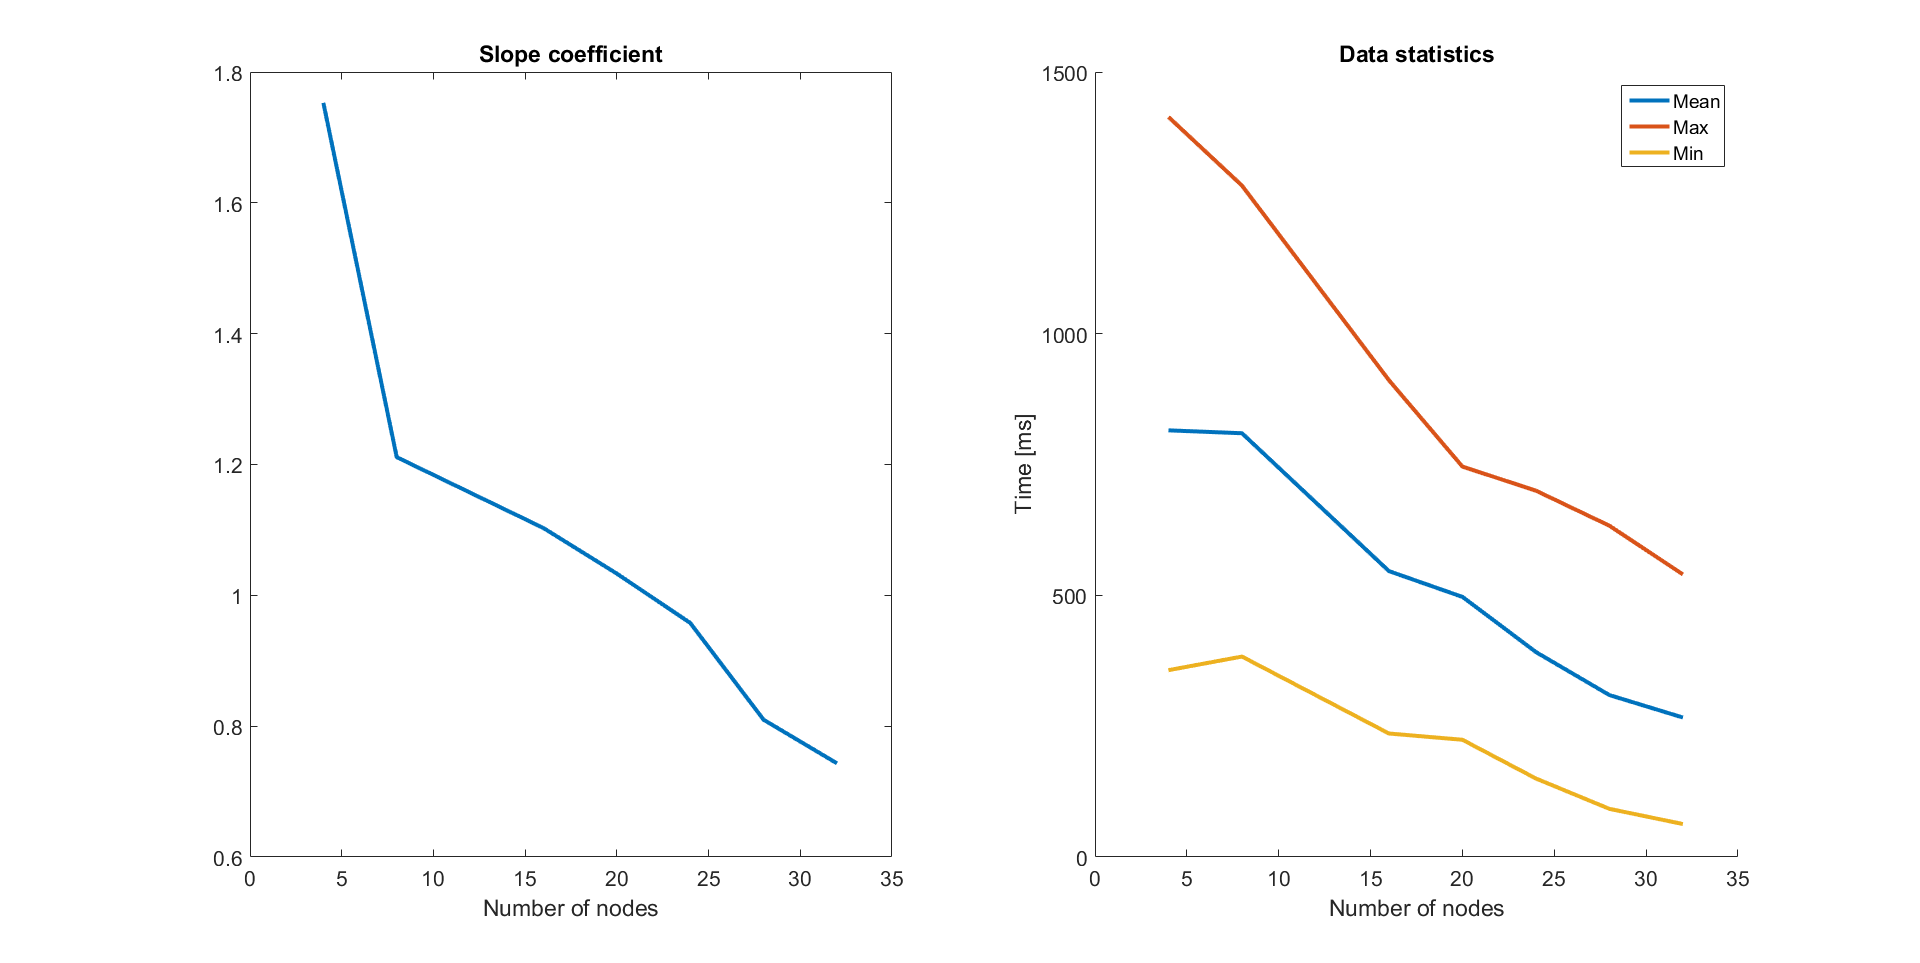 Slope coefficient
1.8
1.6
1.4
1.2
1
0.8
0.6
0 5 10 15 20 25 30 35
Number of nodes
Data statistics
Mean
Max
Min
1500
1000
500
0
Time [ms]
0 5 10 15 20 25 30 35
Number of nodes